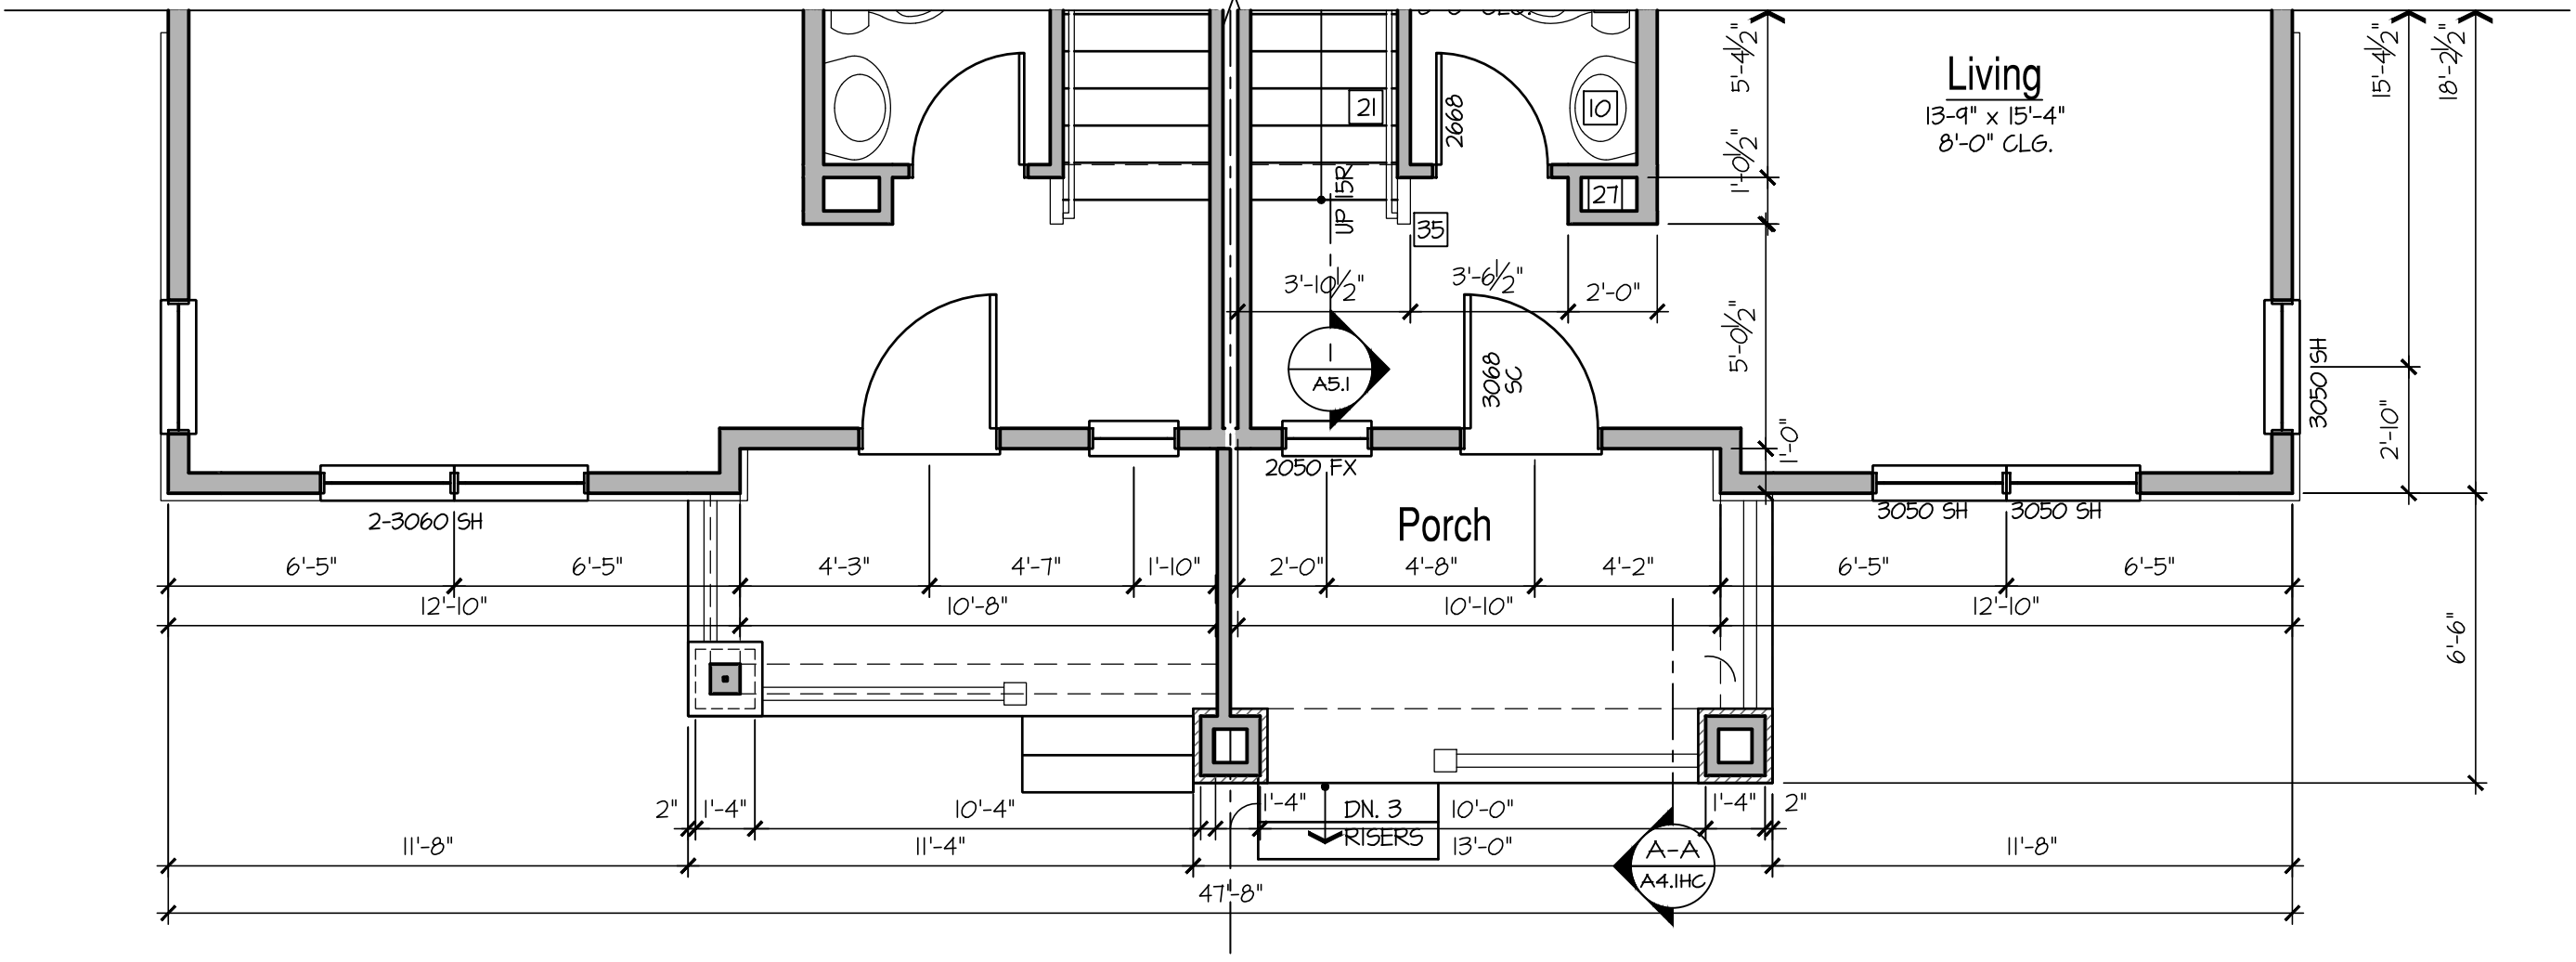 5'-4½"
Living
15'-4½"
18'-2½"
21
2668
10
13-9" x 15'-4"
8'-0" CLG.
1'-0½"
UP 15R
27
35
3'-10½"
3'-6½"
2'-0"
5'-0½"
A5.1
3068
SC
3050 SH
2'-10"
1'-0"
2050 FX
2-3060 SH
Porch
3050 SH
3050 SH
6'-5"
6'-5"
4'-3"
4'-7"
1'-10"
2'-0"
4'-8"
4'-2"
6'-5"
6'-5"
12'-10"
10'-8"
10'-10"
12'-10"
6'-6"
2"
1'-4"
10'-4"
1'-4"
DN. 3
RISERS
10'-0"
1'-4"
2"
11'-8"
11'-4"
13'-0"
A-A
A4.1HC
11'-8"
47'-8"